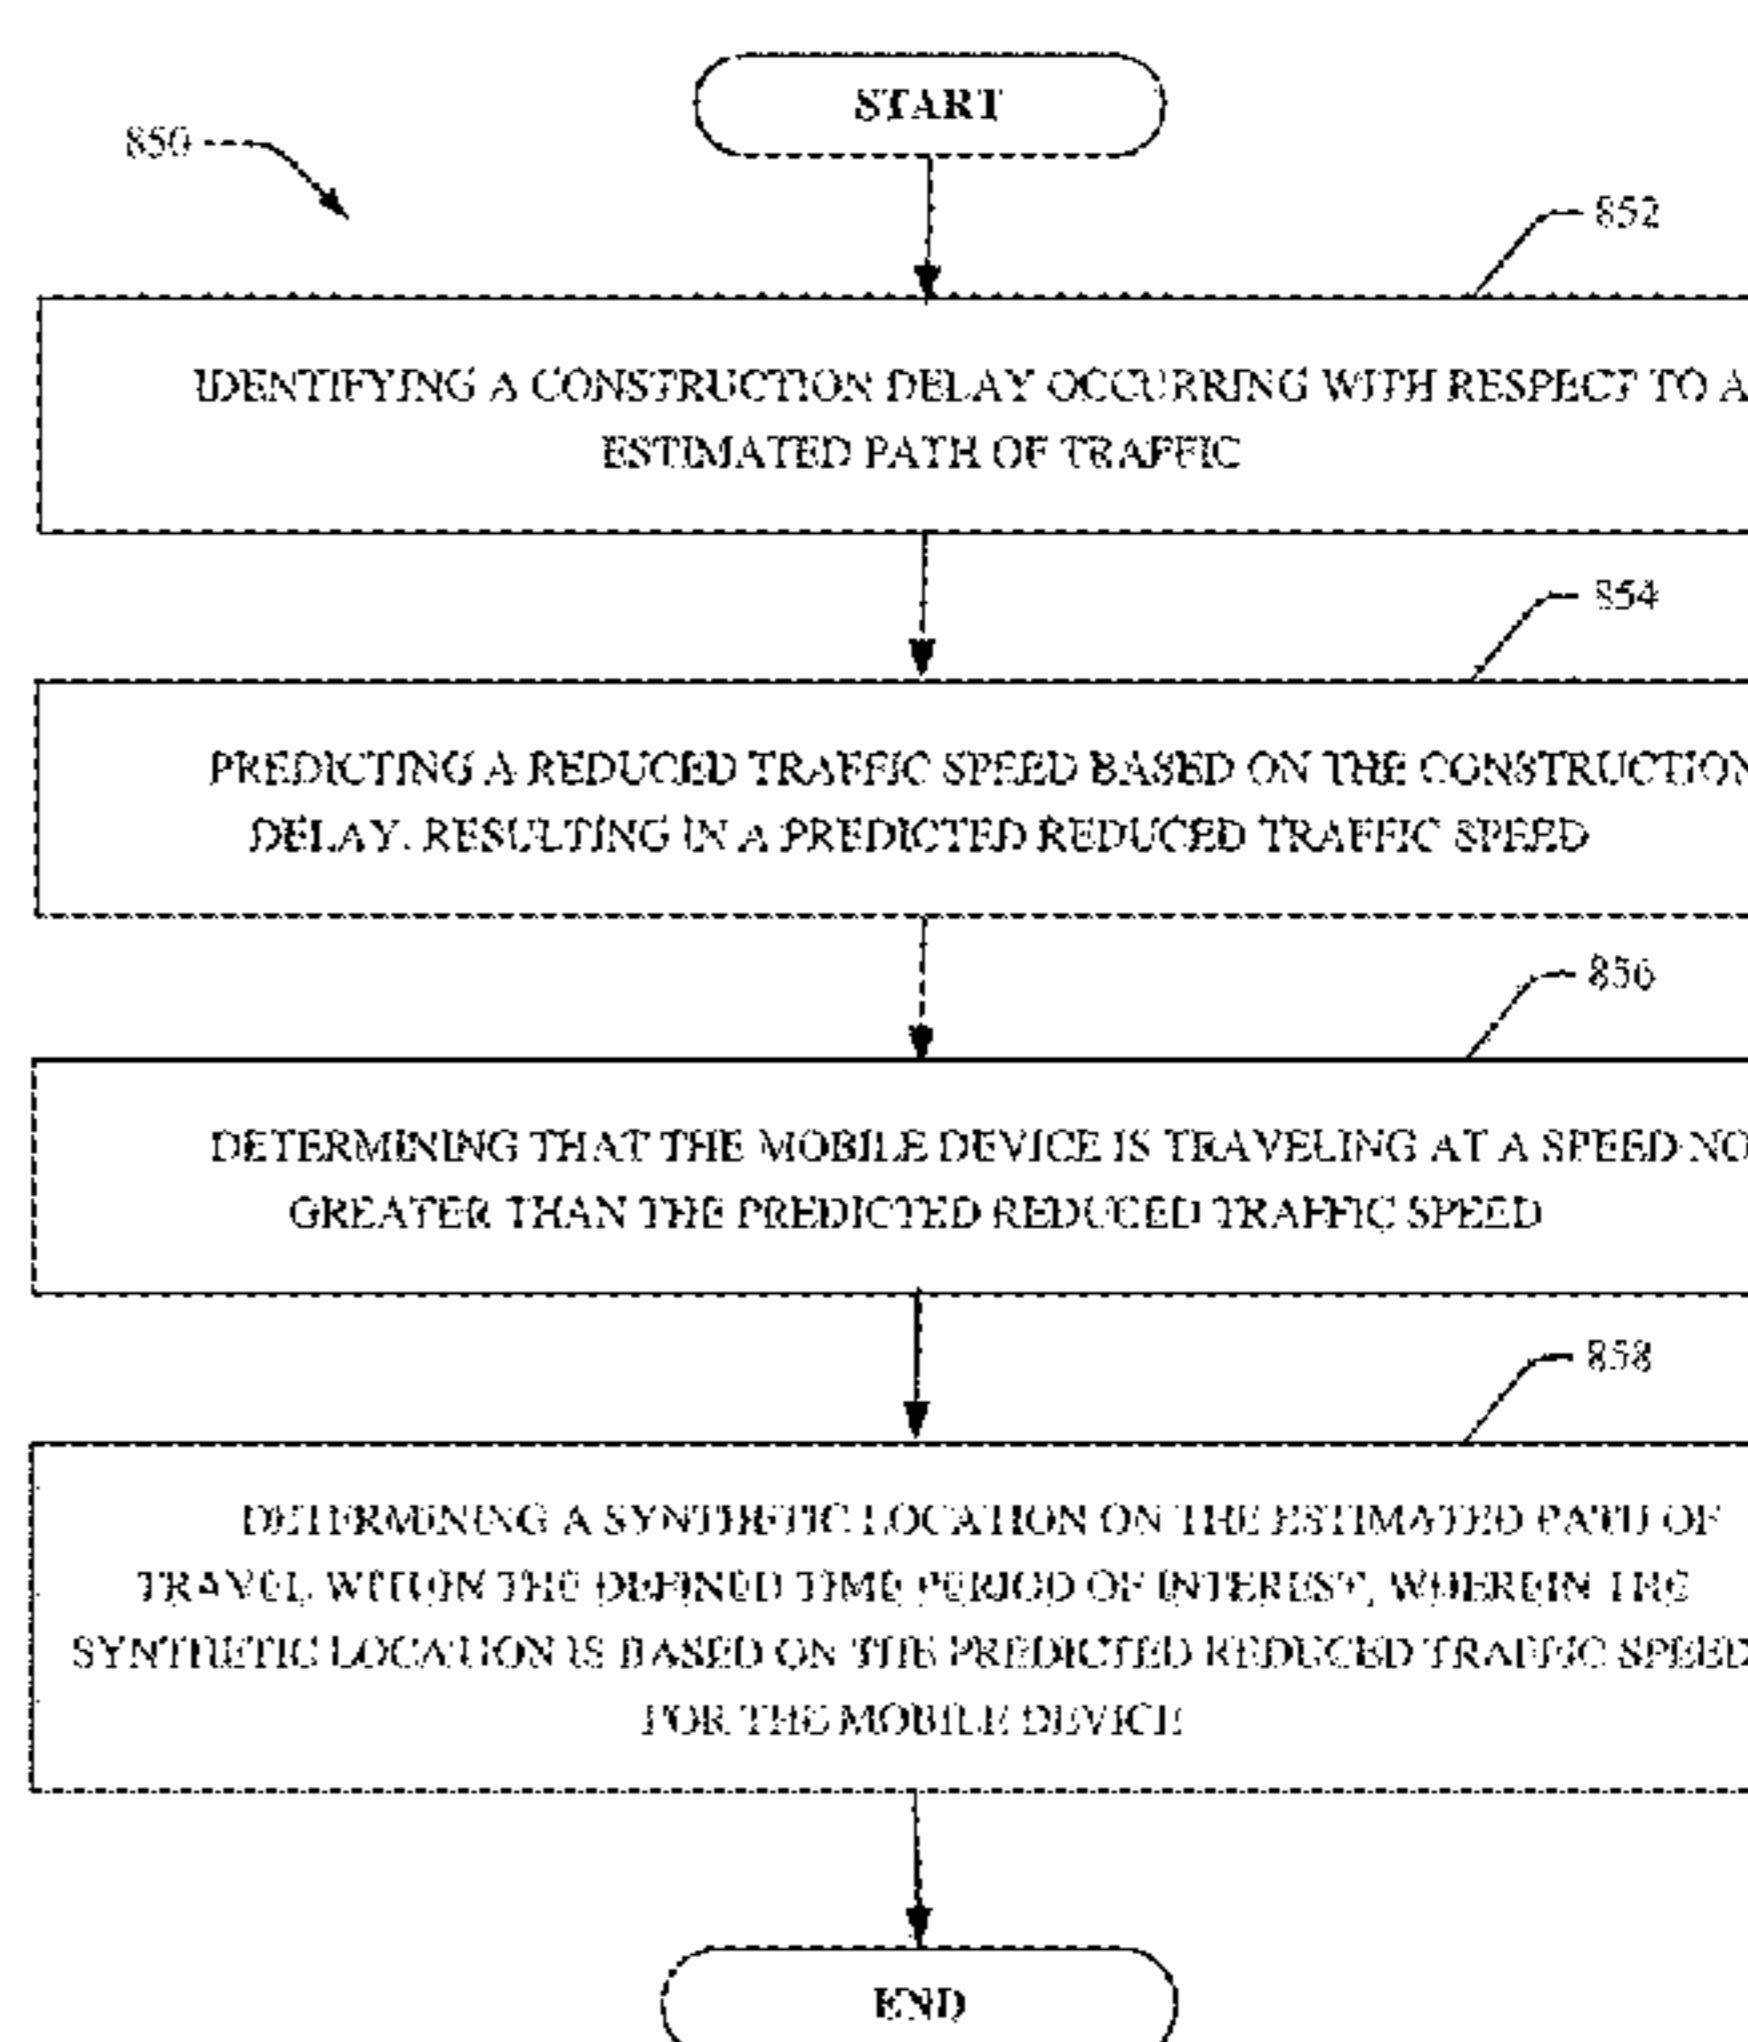 START
850
852
IDENTIFYING A CONSTRUCTION DELAY OCCURRING WITH RESPECT TO A
ESTIMATED PATH OF TRAFFIC
854
PREDICTING A REDUCED TRAFFIC SPEED BASED ON THE CONSTRUCTION
DELAY, RESULTING IN A PREDICTED REDUCED TRAFFIC SPEED
856
DETERMINING THAT THE MOBILE DEVICE IS TRAVELING AT A SPEED NO
GREATER THAN THE PREDICTED REDUCED TRAFFIC SPEED
858
DETERMINING A SYNTHETIC LOCATION ON THE ESTIMATED PATH OF
TRAVEL WITHIN THE DEFINED TIME PERIOD OF INTEREST, WHEREIN THE
SYNTHETIC LOCATION IS BASED ON THE PREDICTED REDUCED TRAFFIC SPEED
FOR THE MOBILE DEVICE
END